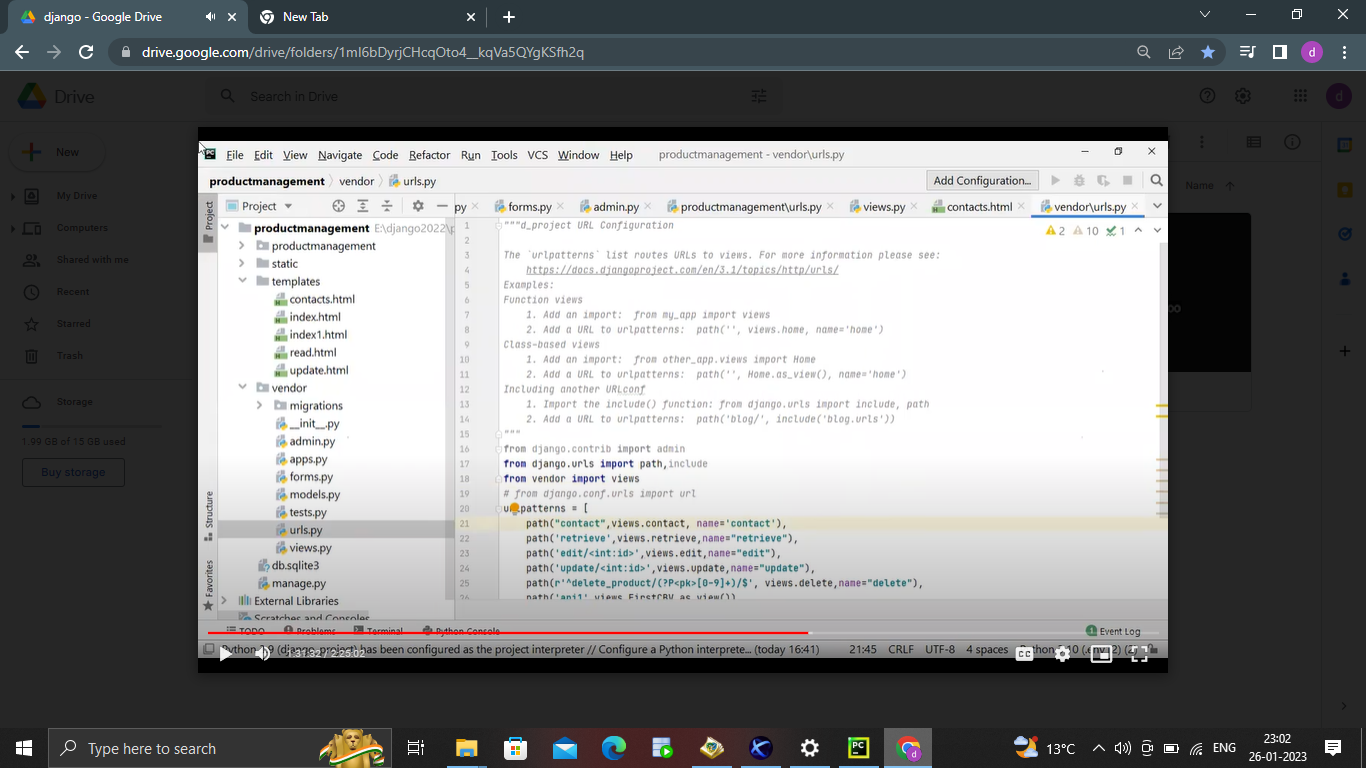 django - Google Drive
New Tab
drive.google.com/drive/folders/1ml6bDyrjCHcqOto4__kqVa5QYgKSfh2q
d
Drive
Search in Drive
d
New
My Drive
Computers
Shared with me
Recent
Starred
Trash
Storage
1.99 GB of 15 GB used
Buy storage
Name
PC
File Edit View Navigate Code Refactor Run Tools VCS Window Help productmanagement - vendor\urls.py
productmanagement vendor urls.py
Add Configuration...
Project
Project
py forms.py admin.py productmanagement\urls.py views.py contacts.html vendor\urls.py
productmanagement E:\django2022\p
productmanagement
static
templates
contacts.html
index.html
index1.html
read.html
update.html
vendor
migrations
__init__.py
admin.py
apps.py
forms.py
models.py
tests.py
urls.py
views.py
db.sqlite3
manage.py
External Libraries
Scratches and Consoles
Structure
Favorites
2 10 1
1 """d_project URL Configuration
2
3 The `urlpatterns` list routes URLs to views. For more information please see:
4 https://docs.djangoproject.com/en/3.1/topics/http/urls/
5 Examples:
6 Function views
7 1. Add an import: from my_app import views
8 2. Add a URL to urlpatterns: path('', views.home, name='home')
9 Class-based views
10 1. Add an import: from other_app.views import Home
11 2. Add a URL to urlpatterns: path('', Home.as_view(), name='home')
12 Including another URLconf
13 1. Import the include() function: from django.urls import include, path
14 2. Add a URL to urlpatterns: path('blog/', include('blog.urls'))
15 """
16 from django.contrib import admin
17 from django.urls import path,include
18 from vendor import views
19 # from django.conf.urls import url
20 urlpatterns = [
21 path("contact",views.contact, name='contact'),
22 path('retrieve',views.retrieve,name="retrieve"),
23 path('edit/<int:id>',views.edit,name="edit"),
24 path('update/<int:id>',views.update,name="update"),
25 path(r'^delete_product/(?P<pk>[0-9]+)/$', views.delete,name="delete"),
26 path('api1',views.FirstCBV.as_view())
TODO Problems Terminal Python Console
1 Event Log
Python 3.9 (django-project) has been configured as the project interpreter // Configure a Python interprete... (today 16:41)
21:45 CRLF UTF-8 4 spaces
1:31:32 / 2:25:02
CC
Type here to search
13°C
ENG
23:02
26-01-2023